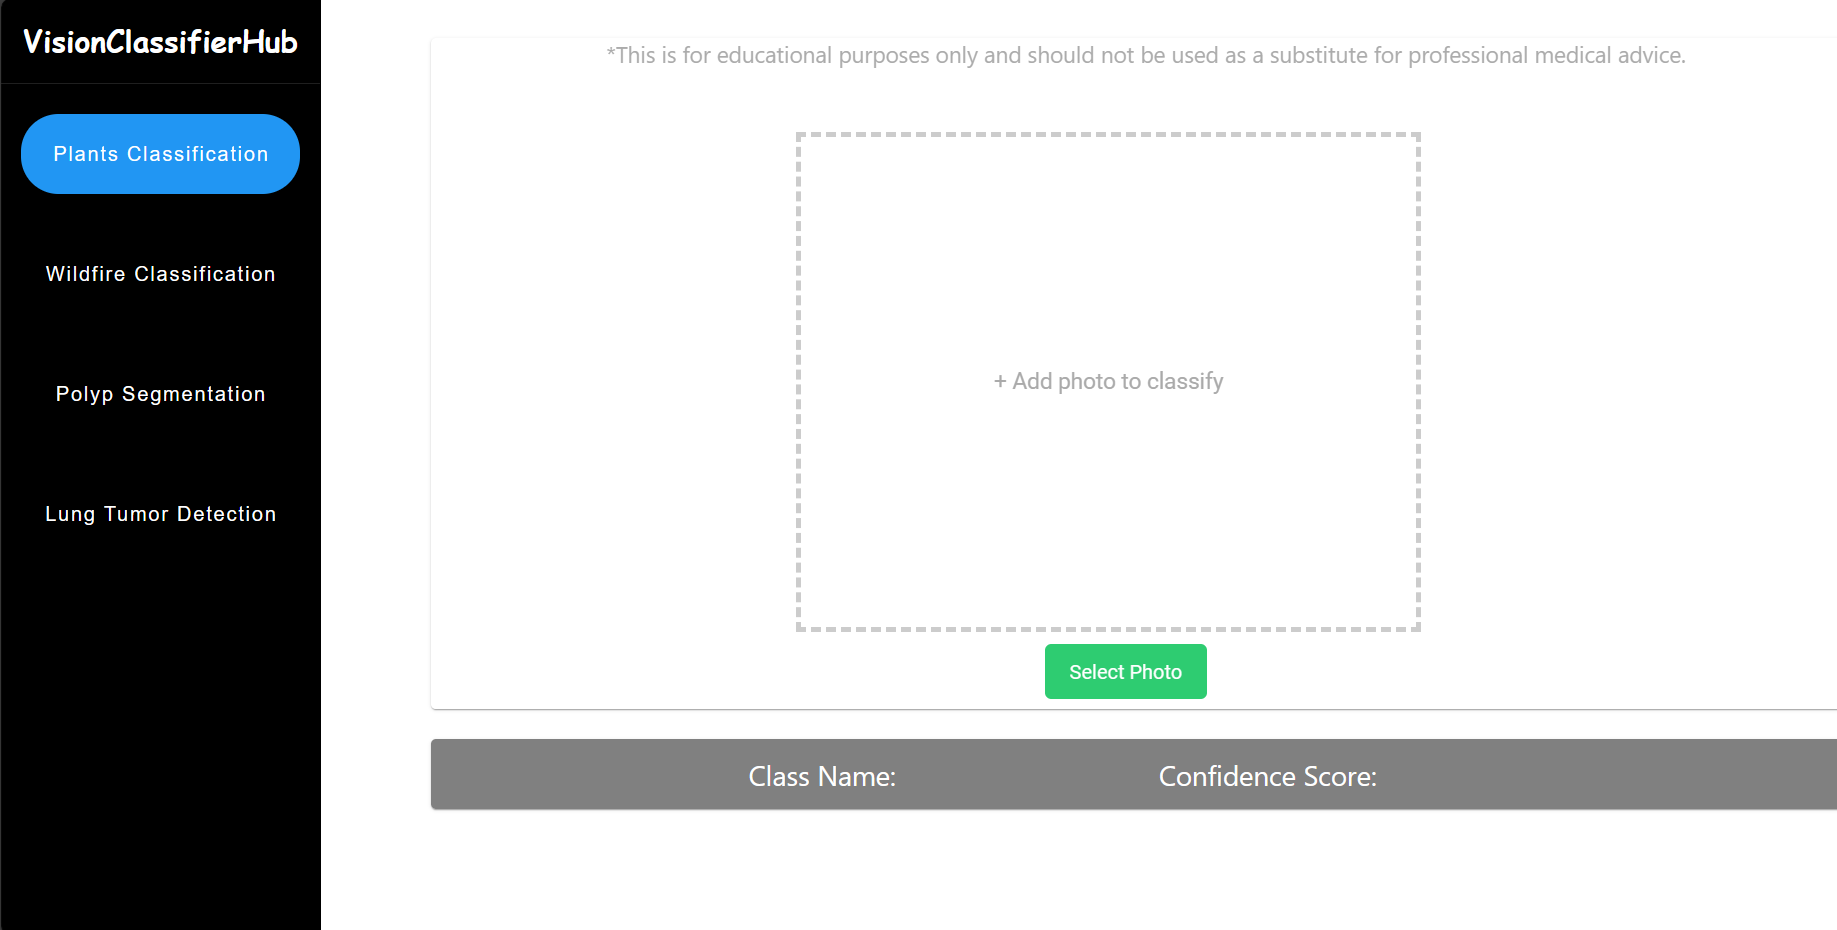 VisionClassifierHub
Plants Classification
Wildfire Classification
Polyp Segmentation
Lung Tumor Detection
*This is for educational purposes only and should not be used as a substitute for professional medical advice.
+ Add photo to classify
Select Photo
Class Name:
Confidence Score: